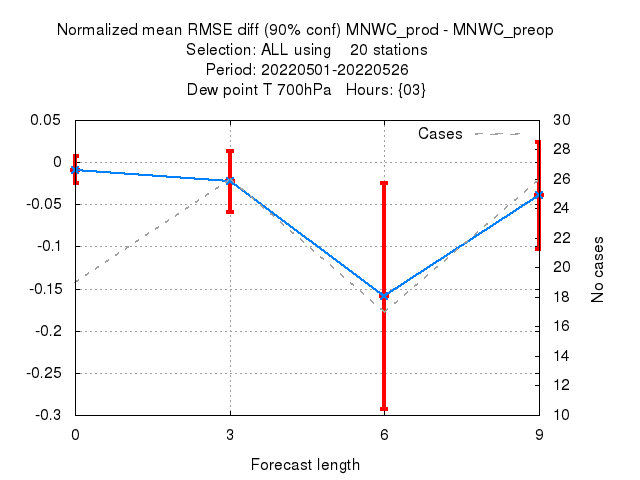 Normalized mean RMSE diff (90% conf) MNWC_prod - MNWC_preop
Selection: ALL using    20 stations
Period: 20220501-20220526
Dew point T 700hPa   Hours: {03}
Cases
0.05
0
-0.05
-0.1
-0.15
-0.2
-0.25
-0.3
30
28
26
24
22
20
18
16
14
12
10
No cases
0 3 6 9
Forecast length